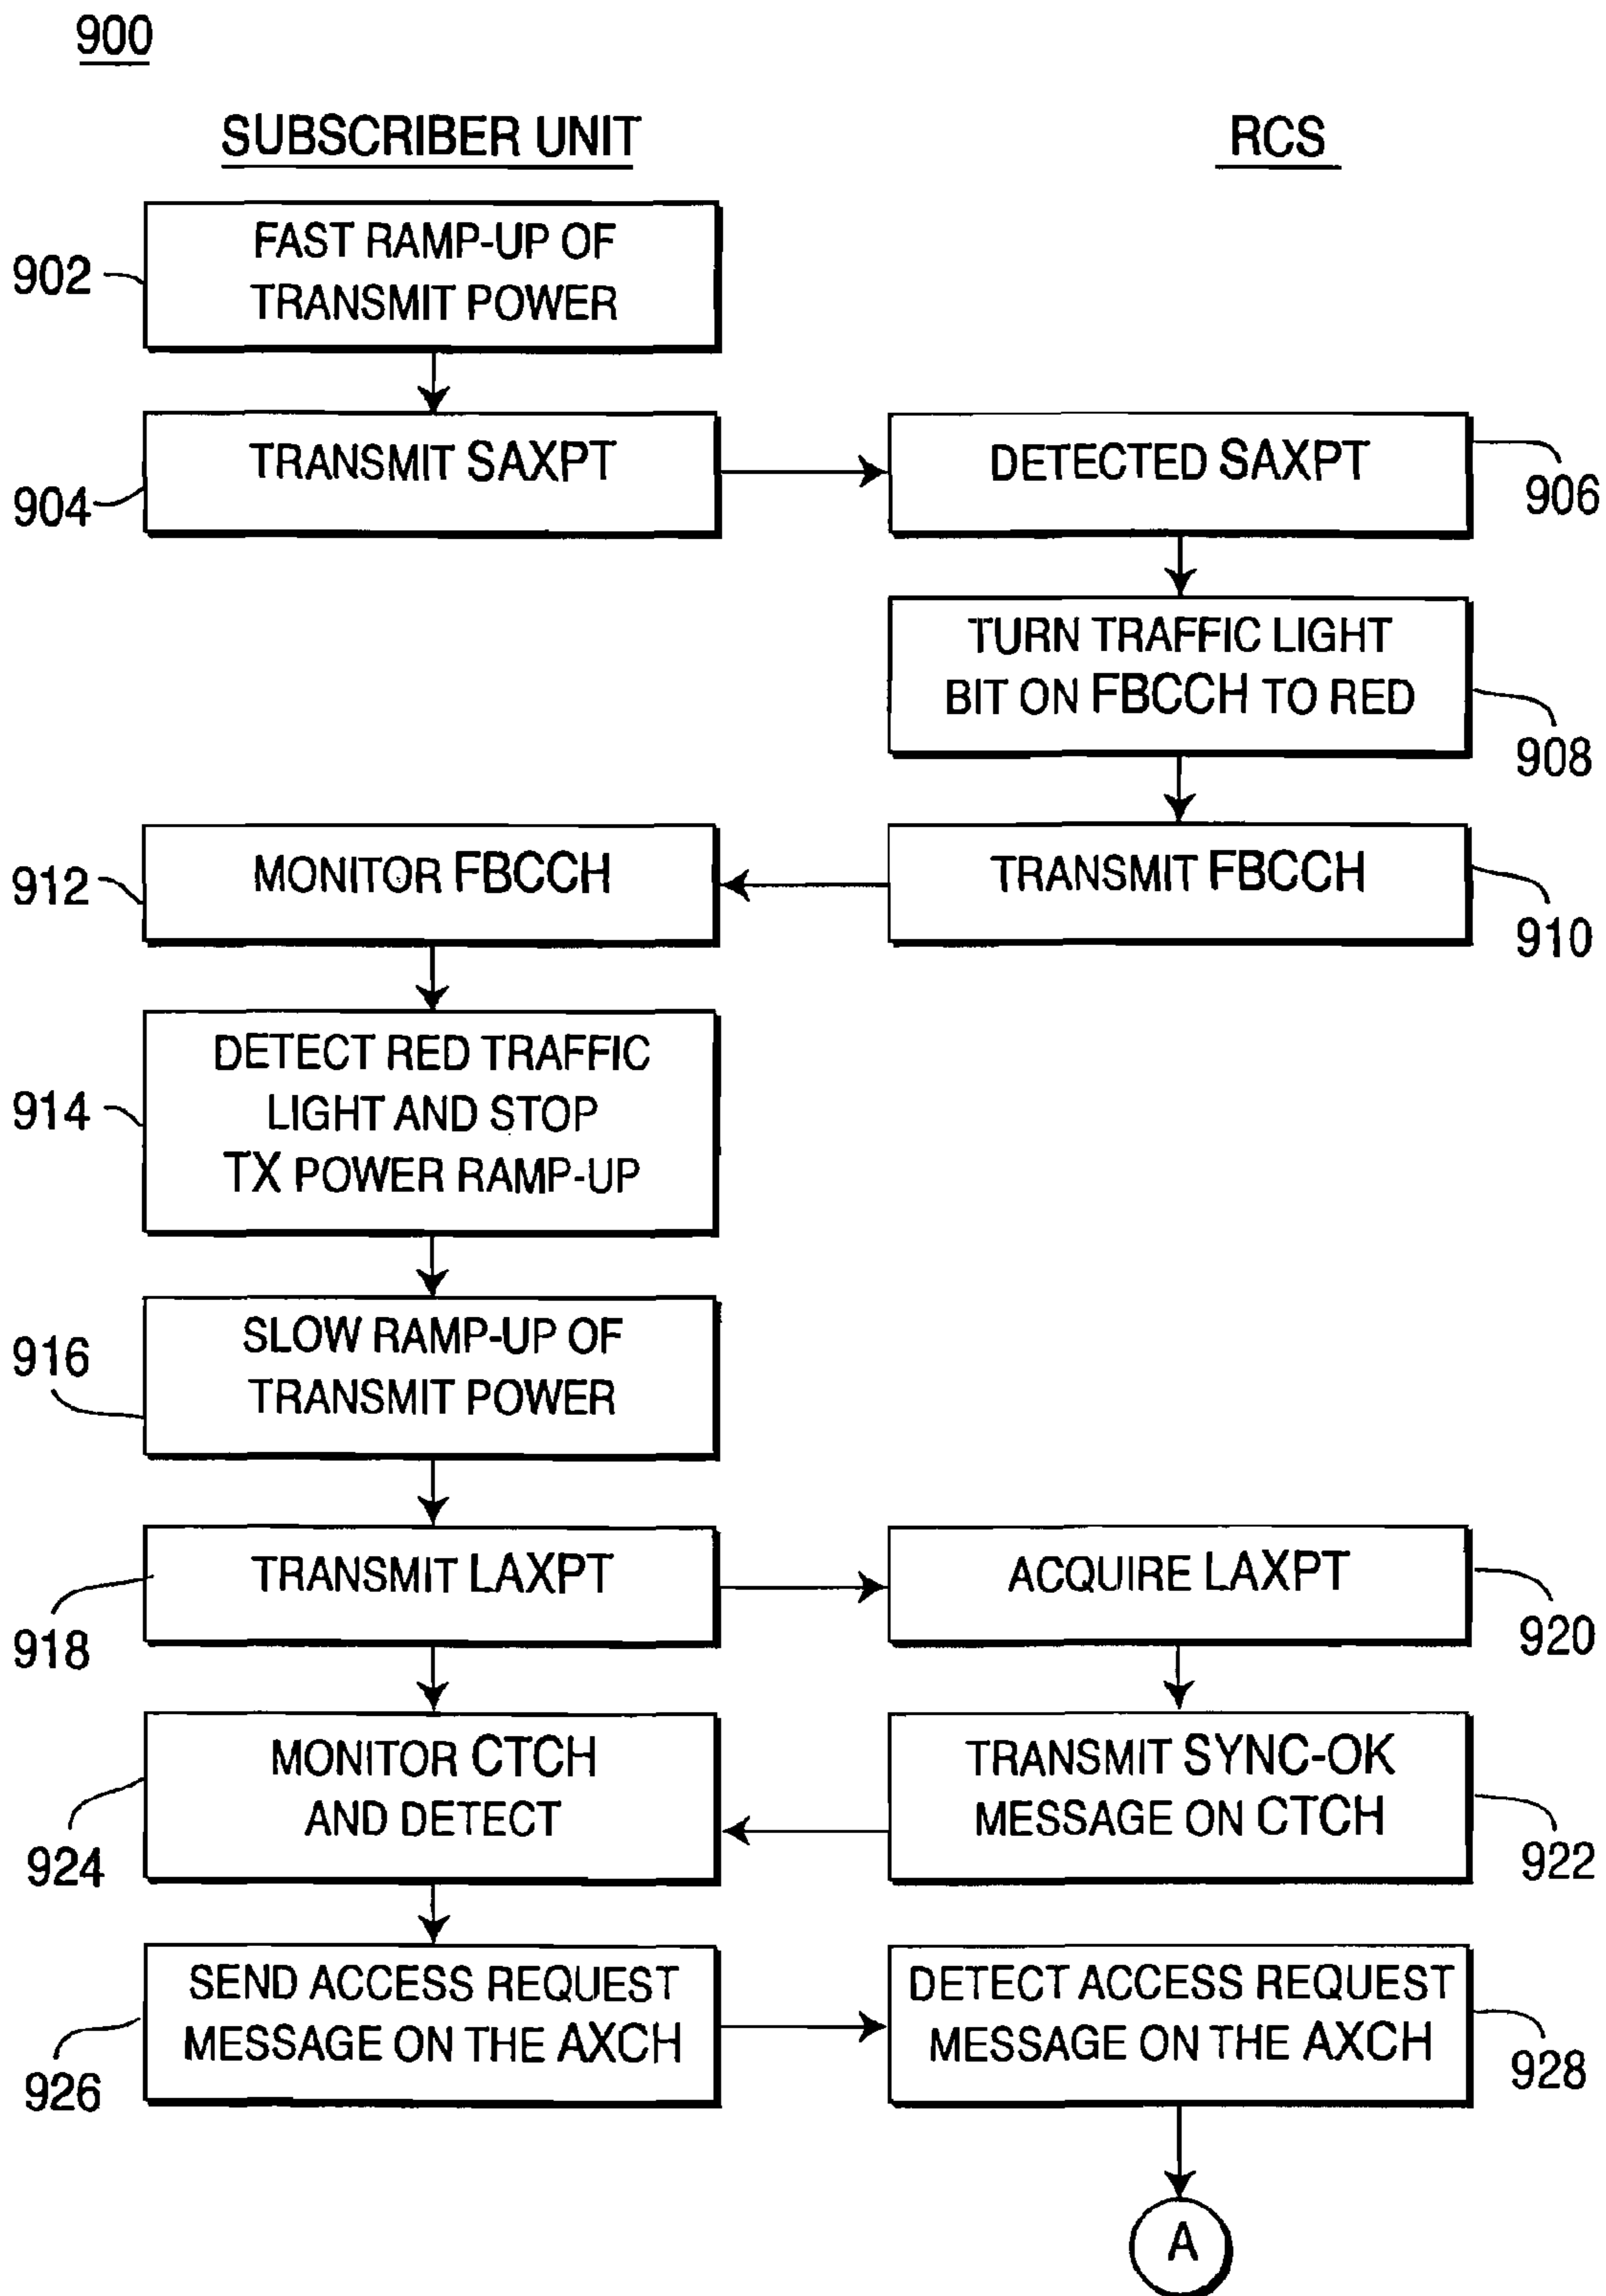 900
SUBSCRIBER UNIT
RCS
FAST RAMP-UP OF
TRANSMIT POWER
902
TRANSMIT SAXPT
904
DETECTED SAXPT
906
TURN TRAFFIC LIGHT
BIT ON FBCCH TO RED
908
MONITOR FBCCH
912
TRANSMIT FBCCH
910
DETECT RED TRAFFIC
LIGHT AND STOP
TX POWER RAMP-UP
914
SLOW RAMP-UP OF
TRANSMIT POWER
916
TRANSMIT LAXPT
918
ACQUIRE LAXPT
920
MONITOR CTCH
AND DETECT
924
TRANSMIT SYNC-OK
MESSAGE ON CTCH
922
SEND ACCESS REQUEST
MESSAGE ON THE AXCH
926
DETECT ACCESS REQUEST
MESSAGE ON THE AXCH
928
A